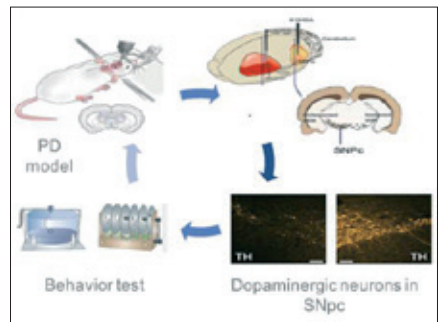 PD
model
SNPc
TH
TH
Behavior test
Dopaminergic neurons in
SNpc